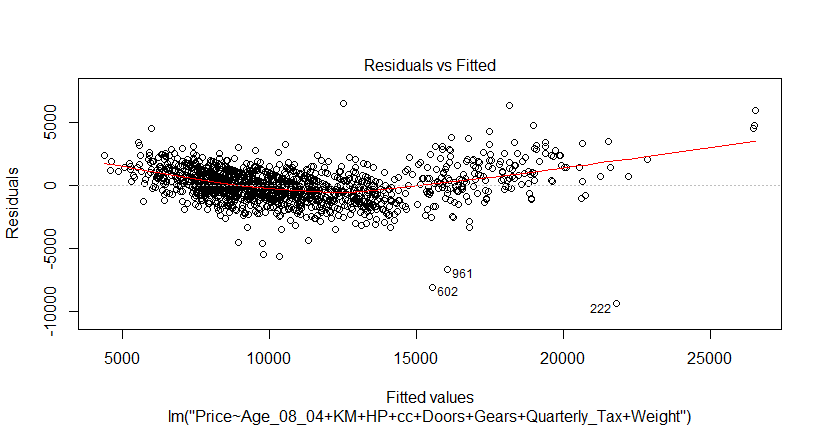 Residuals vs Fitted
Residuals
5000
0
-5000
-10000
961
602
222
5000 10000 15000 20000 25000
Fitted values
lm("Price~Age_08_04+KM+HP+cc+Doors+Gears+Quarterly_Tax+Weight")